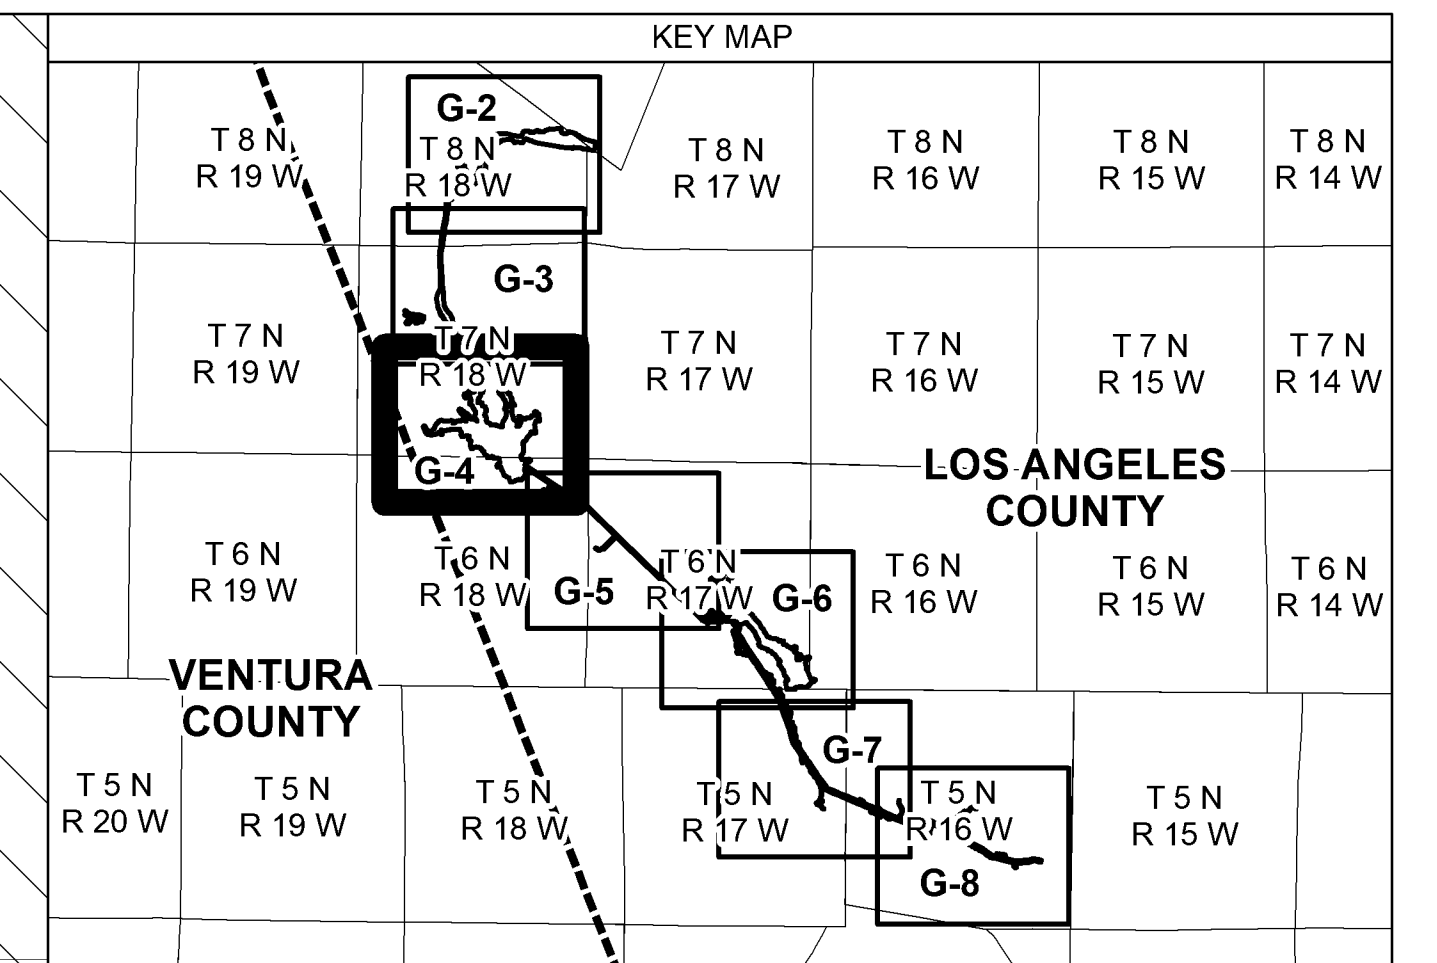 KEY MAP
G-2
T 8 N
R 19 W
T 8 N
R 18 W
T 8 N
R 17 W
T 8 N
R 16 W
T 8 N
R 15 W
T 8 N
R 14 W
G-3
T 7 N
R 19 W
T 7 N
R 18 W
T 7 N
R 17 W
T 7 N
R 16 W
T 7 N
R 15 W
T 7 N
R 14 W
G-4
LOS ANGELES
COUNTY
T 6 N
R 19 W
T 6 N
R 18 W
G-5
T 6 N
R 17 W
G-6
T 6 N
R 16 W
T 6 N
R 15 W
T 6 N
R 14 W
VENTURA
COUNTY
G-7
T 5 N
R 20 W
T 5 N
R 19 W
T 5 N
R 18 W
T 5 N
R 17 W
T 5 N
R 16 W
T 5 N
R 15 W
G-8